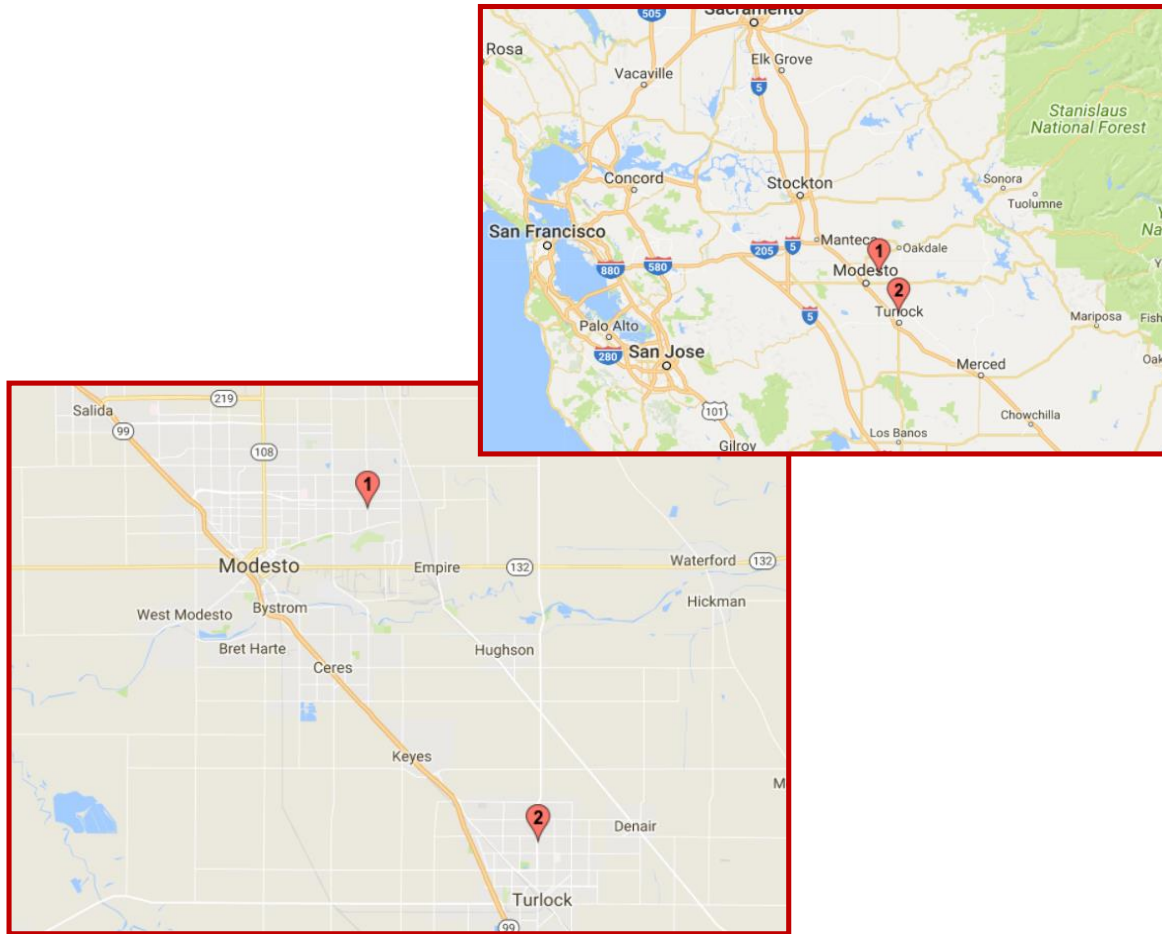 Sacramento
505
Rosa
Elk Grove
Vacaville
5
Stanislaus
National Forest
Concord
Stockton
Sonora
Tuolumne
San Francisco
Manteca
Oakdale
205
5
1
880
580
Modesto
2
5
Turlock
Palo Alto
Mariposa
Fish
280
San Jose
Merced
Oak
101
Chowchilla
Gilroy
Los Banos
219
Salida
99
108
1
Modesto
Empire
132
Waterford
132
West Modesto
Bystrom
Hickman
Bret Harte
Hughson
Ceres
Keyes
2
Denair
Turlock
99